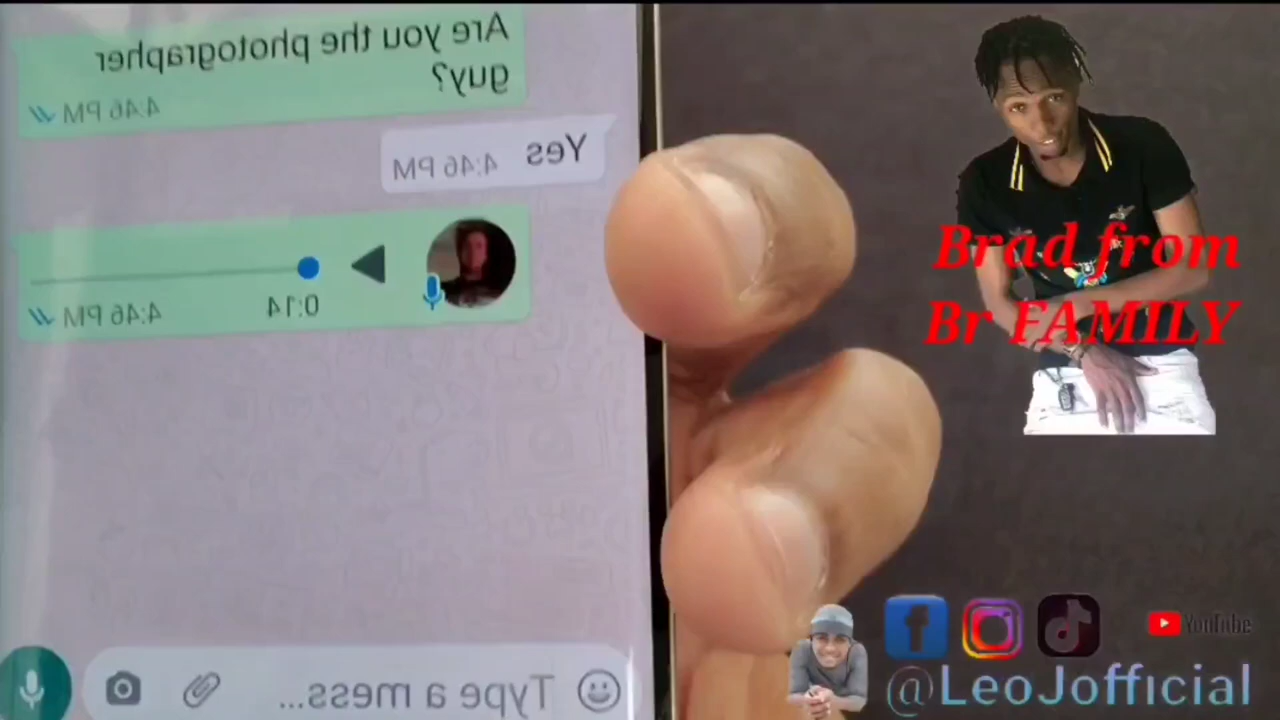 Are you the photographer
guy?
4:46 PM
Yes 4:46 PM
0:14 4:46 PM
Type a mess...
Brad from
Br FAMILY
YouTube
@LeoJofficial